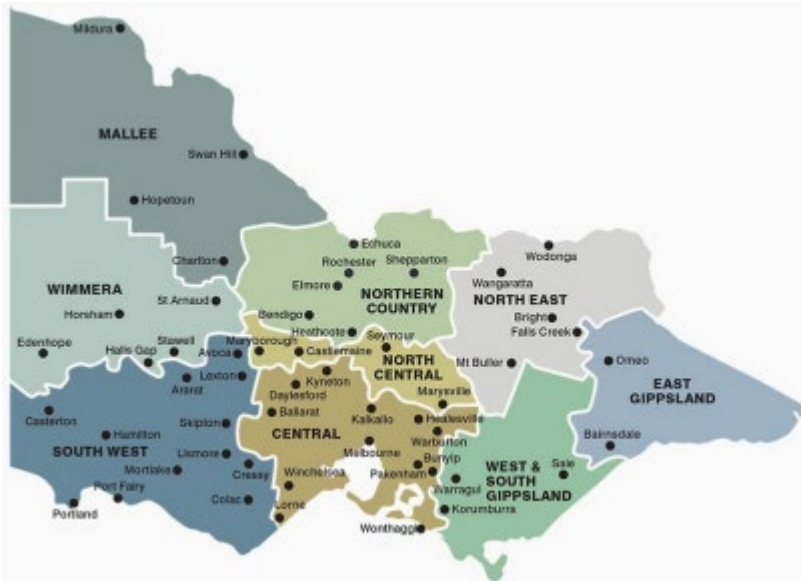 Mildura
MALLEE
Swan Hill
Hopetoun
Charlton
Echuca
Rochester
Shepparton
Elmore
NORTHERN
COUNTRY
Bendigo
Heathcote
Wodonga
Wangaratta
NORTH EAST
Bright
Falls Creek
Mt Buller
WIMMERA
St Arnaud
Horsham
Edenhope
Stawell
Halls Gap
Avoca
Maryborough
Castlemaine
Seymour
NORTH
CENTRAL
Marysville
Omeo
EAST
GIPPSLAND
Bairnsdale
Lexton
Ararat
Casterton
Hamilton
SOUTH WEST
Skipton
Lismore
Mortlake
Cressy
Port Fairy
Portland
Colac
Kyneton
Daylesford
Ballarat
Kalkallo
CENTRAL
Healesville
Warburton
Melbourne
Bunyip
Pakenham
Winchelsea
Lorne
Wonthaggi
WEST &
SOUTH
GIPPSLAND
Sale
Warragul
Korumburra